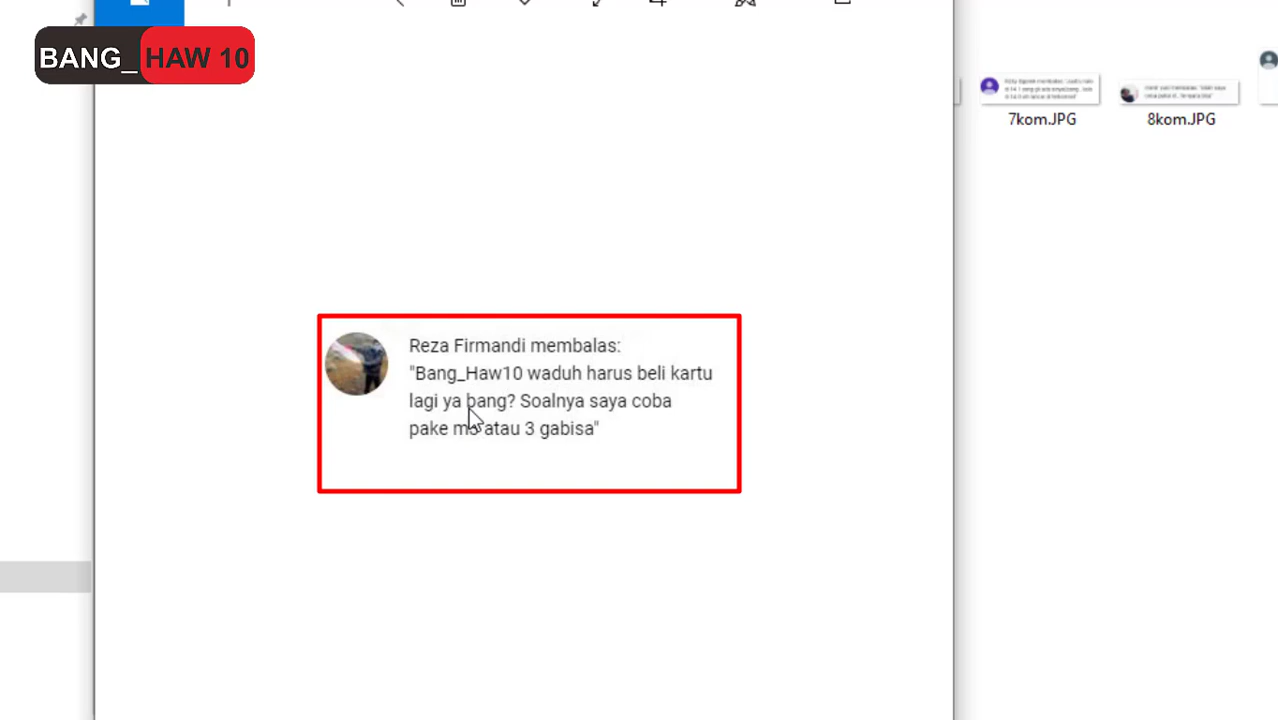 BANG_HAW 10
7kom.JPG
8kom.JPG
Reza Firmandi membalas:
"Bang_Haw10 waduh harus beli kartu
lagi ya bang? Soalnya saya coba
pake atau 3 gabisa"